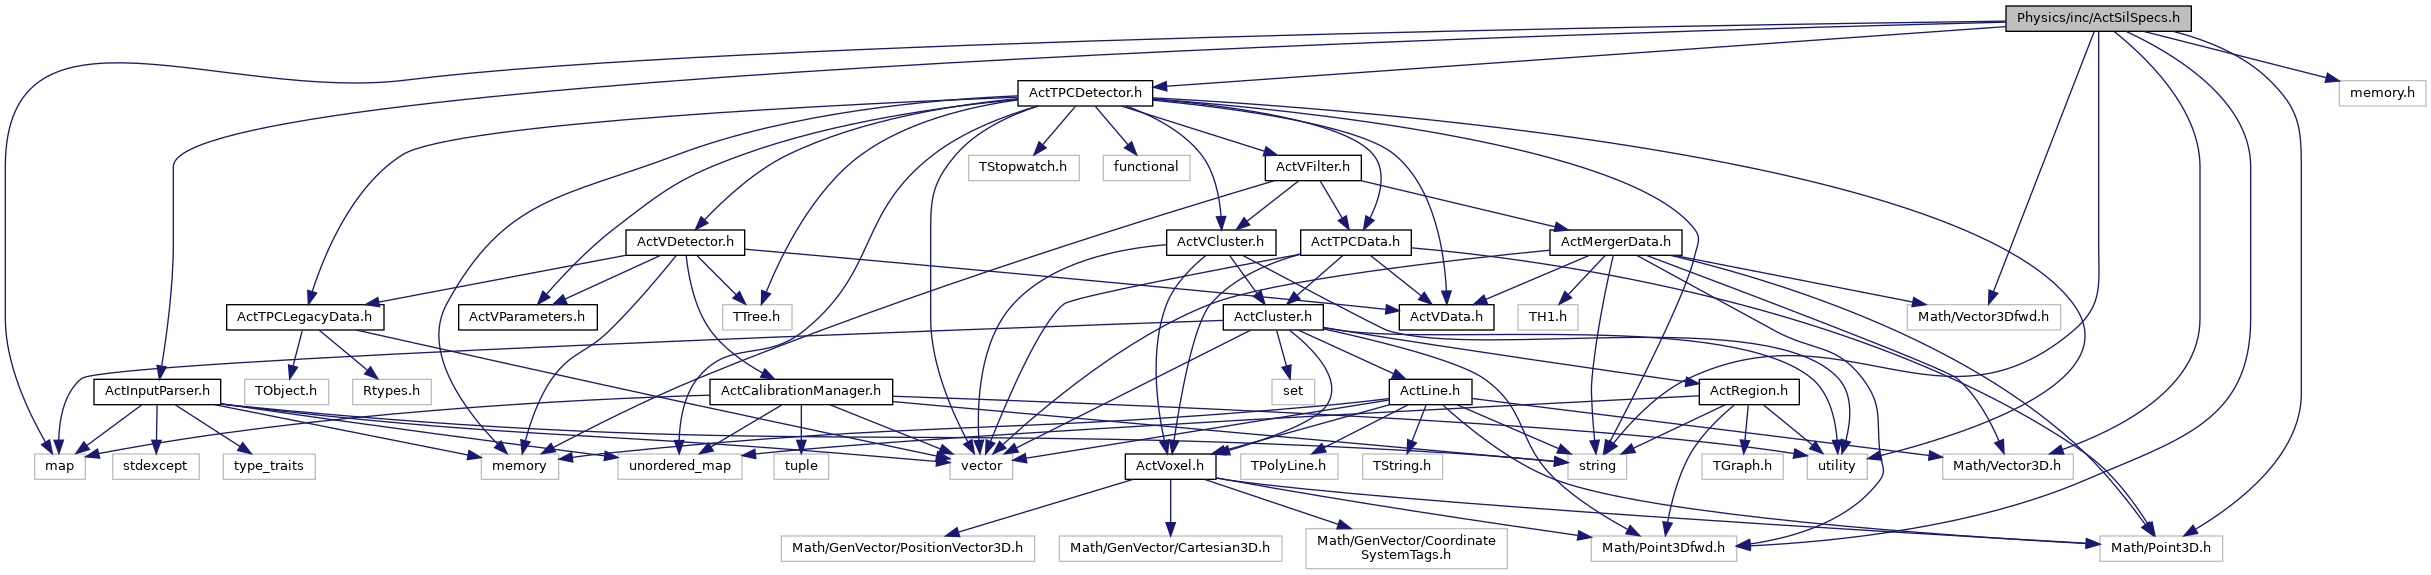 Physics/inc/ActSilSpecs.h
ActTPCDetector.h
memory.h
TStopwatch.h
functional
ActVFilter.h
ActVDetector.h
ActVCluster.h
ActTPCData.h
ActMergerData.h
ActTPCLegacyData.h
ActVParameters.h
TTree.h
ActCluster.h
ActVData.h
TH1.h
Math/Vector3Dfwd.h
ActInputParser.h
TObject.h
Rtypes.h
ActCalibrationManager.h
set
ActLine.h
ActRegion.h
map
stdexcept
type_traits
memory
unordered_map
tuple
vector
ActVoxel.h
TPolyLine.h
TString.h
string
TGraph.h
utility
Math/Vector3D.h
Math/GenVector/PositionVector3D.h
Math/GenVector/Cartesian3D.h
Math/GenVector/Coordinate
SystemTags.h
Math/Point3Dfwd.h
Math/Point3D.h